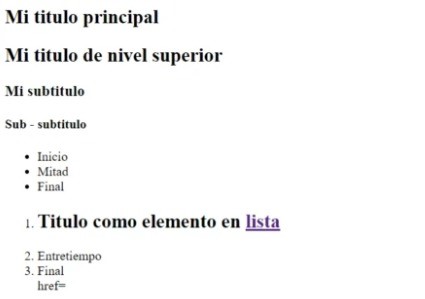 Mi titulo principal
Mi titulo de nivel superior
Mi subtitulo
Sub - subtitulo
• Inicio
• Mitad
• Final
1. Titulo como elemento en lista
2. Entretiempo
3. Final
href=